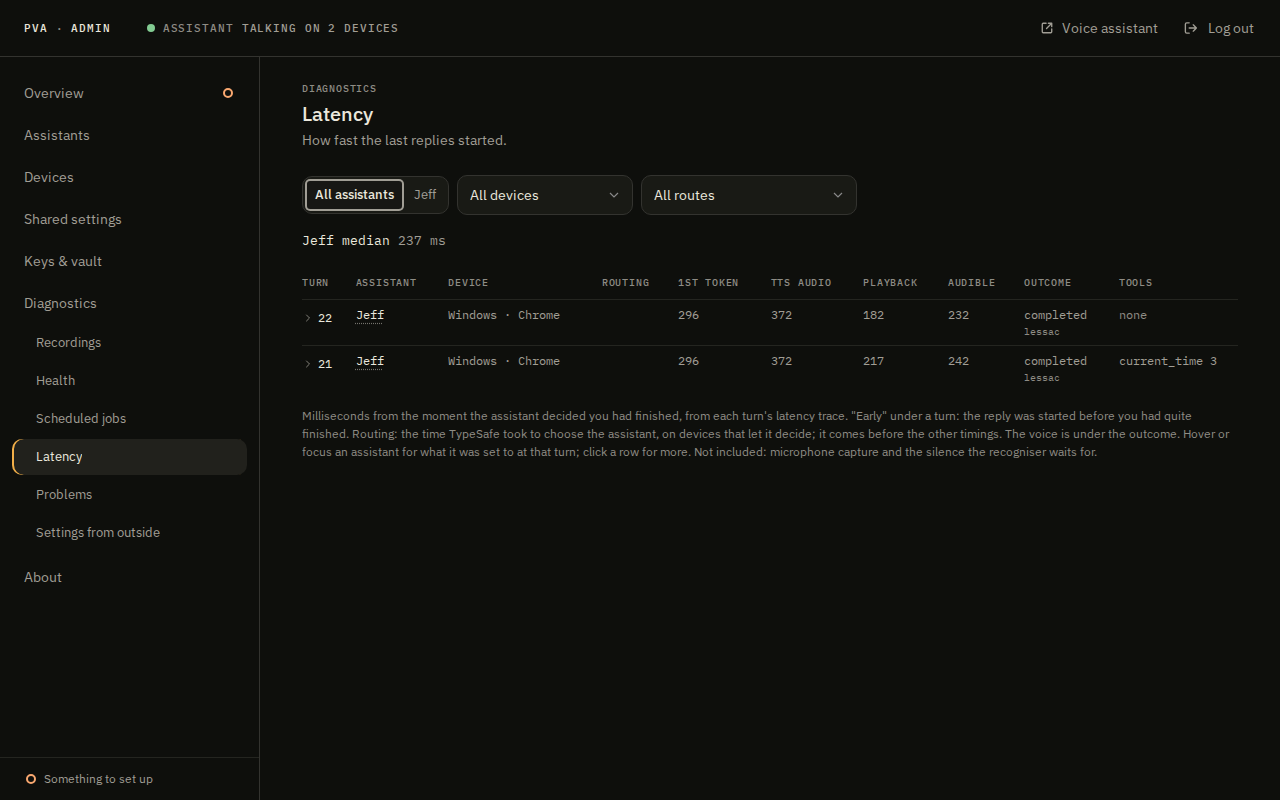 PVA · ADMIN
ASSISTANT TALKING ON 2 DEVICES
Voice assistant
Log out
Overview
Assistants
Devices
Shared settings
Keys & vault
Diagnostics
Recordings
Health
Scheduled jobs
Latency
Problems
Settings from outside
About
Something to set up
DIAGNOSTICS
Latency
How fast the last replies started.
All assistants Jeff All devices All routes
Jeff median 237 ms
TURN ASSISTANT DEVICE ROUTING 1ST TOKEN TTS AUDIO PLAYBACK AUDIBLE OUTCOME TOOLS
22 Jeff Windows · Chrome 296 372 182 232 completed none
lessac
21 Jeff Windows · Chrome 296 372 217 242 completed current_time 3
lessac
Milliseconds from the moment the assistant decided you had finished, from each turn's latency trace. "Early" under a turn: the reply was started before you had quite
finished. Routing: the time TypeSafe took to choose the assistant, on devices that let it decide; it comes before the other timings. The voice is under the outcome. Hover or
focus an assistant for what it was set to at that turn; click a row for more. Not included: microphone capture and the silence the recogniser waits for.